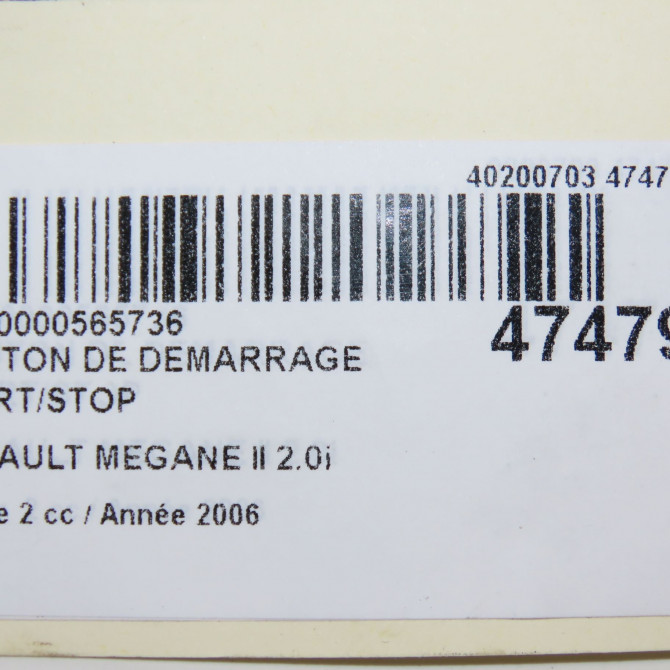 40200703 4747
0000565736
47479
TON DE DEMARRAGE
RT/STOP
AULT MEGANE II 2.0i
e 2 cc / Année 2006